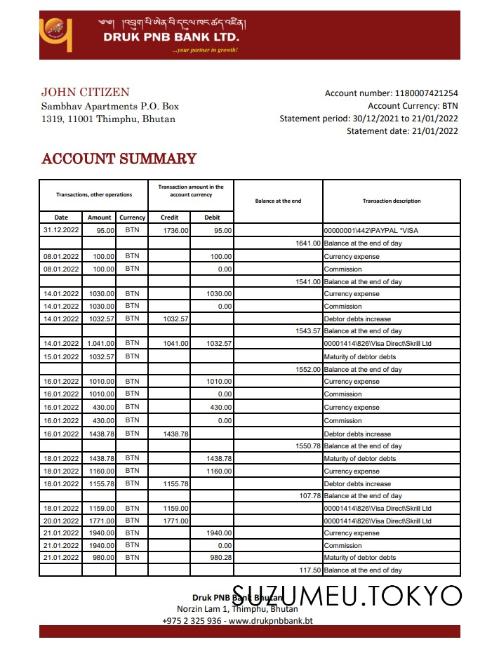 འབྲུག་པི་ཨེན་བི་དངུལ་ཁང་ཚད་འཛིན།
DRUK PNB BANK LTD.
...your partner in growth!
JOHN CITIZEN
Sambhav Apartments P.O. Box
1319, 11001 Thimphu, Bhutan
Account number: 1180007421254
Account Currency: BTN
Statement period: 30/12/2021 to 21/01/2022
Statement date: 21/01/2022
ACCOUNT SUMMARY
Transactions, other operations Transaction amount in the account currency Balance at the end Transaction description
Date Amount Currency Credit Debit
31.12.2022 95.00 BTN 1736.00 95.00 00000001\442\PAYPAL *VISA
1641.00 Balance at the end of day
08.01.2022 100.00 BTN 100.00 Currency expense
08.01.2022 100.00 BTN 0.00 Commission
1541.00 Balance at the end of day
14.01.2022 1030.00 BTN 1030.00 Currency expense
14.01.2022 1030.00 BTN 0.00 Commission
14.01.2022 1032.57 BTN 1032.57 Debtor debts increase
1543.57 Balance at the end of day
14.01.2022 1.041.00 BTN 1041.00 1032.57 00001414\826\Visa Direct\Skrill Ltd
15.01.2022 1032.57 BTN Maturity of debtor debts
1552.00 Balance at the end of day
16.01.2022 1010.00 BTN 1010.00 Currency expense
16.01.2022 1010.00 BTN 0.00 Commission
16.01.2022 430.00 BTN 430.00 Currency expense
16.01.2022 430.00 BTN 0.00 Commission
16.01.2022 1438.78 BTN 1438.78 Debtor debts increase
1550.78 Balance at the end of day
18.01.2022 1438.78 BTN 1438.78 Maturity of debtor debts
18.01.2022 1160.00 BTN 1160.00 Currency expense
18.01.2022 1155.78 BTN 1155.78 Debtor debts increase
107.78 Balance at the end of day
18.01.2022 1159.00 BTN 1159.00 00001414\826\Visa Direct\Skrill Ltd
20.01.2022 1771.00 BTN 1771.00 00001414\826\Visa Direct\Skrill Ltd
21.01.2022 1940.00 BTN 1940.00 Currency expense
21.01.2022 1940.00 BTN 0.00 Commission
21.01.2022 980.00 BTN 980.28 Maturity of debtor debts
117.50 Balance at the end of day
Druk PNB Bank Bhutan
SUZUMEU.TOKYO
Norzin Lam 1, Thimphu, Bhutan
+975 2 325 936 - www.drukpnbbank.bt